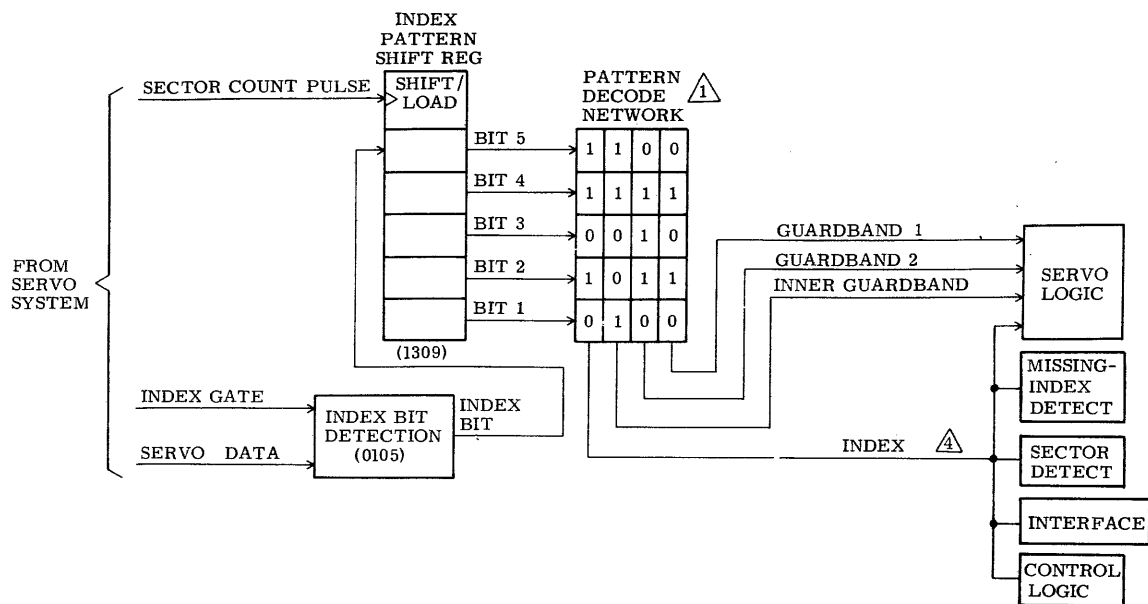 INDEX
PATTERN
SHIFT REG
SECTOR COUNT PULSE
SHIFT/
LOAD
PATTERN
DECODE
NETWORK
1
BIT 5
1 1 0 0
BIT 4
1 1 1 1
BIT 3
0 0 1 0
BIT 2
1 0 1 1
BIT 1
0 1 0 0
(1309)
GUARDBAND 1
GUARDBAND 2
INNER GUARDBAND
SERVO
LOGIC
FROM
SERVO
SYSTEM
INDEX GATE
SERVO DATA
INDEX BIT
DETECTION
(0105)
INDEX
BIT
INDEX
4
MISSING-
INDEX
DETECT
SECTOR
DETECT
INTERFACE
CONTROL
LOGIC